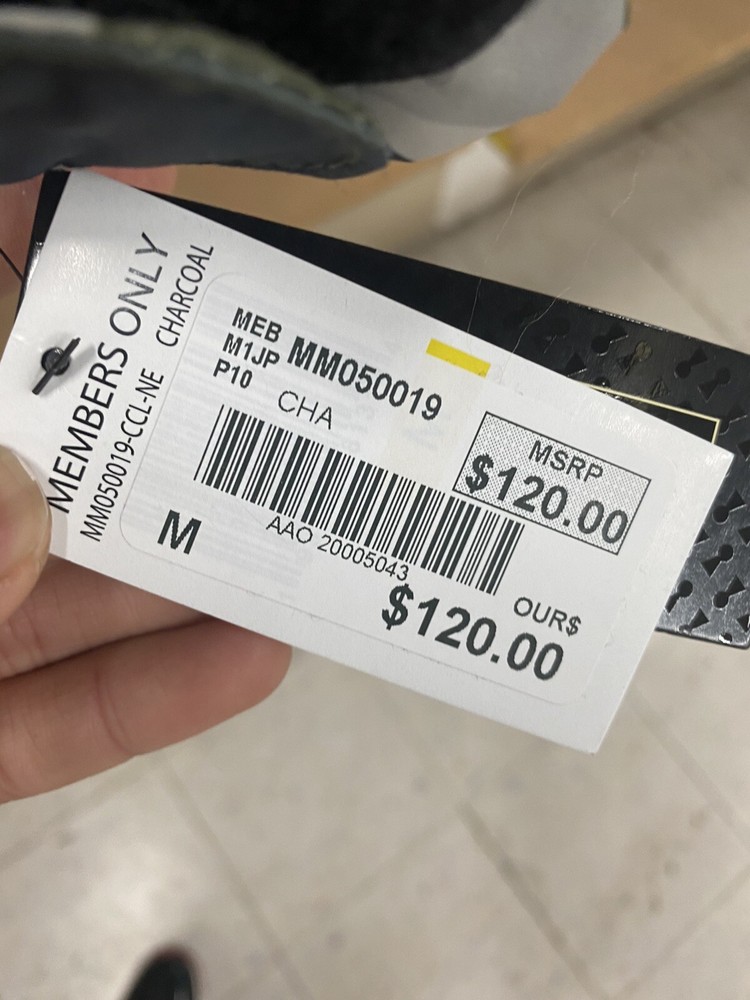 MEMBERS ONLY
MM050019-CCL-NE CHARCOAL
MEB
M1JP MM050019
P10
CHA
MSRP
$120.00
AAO 20005043
M
OUR$
$120.00